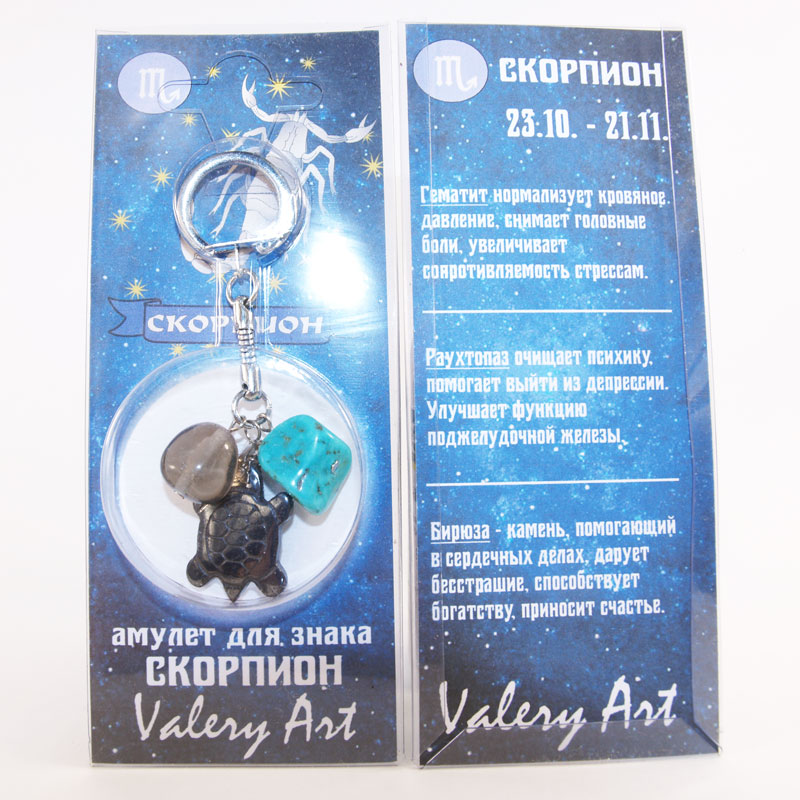 СКОРПИОН
амулет для знака
СКОРПИОН
Valery Art
СКОРПИОН
23.10. - 21.11.
Гематит нормализует кровяное
давление, снимает головные
боли, увеличивает
сопротивляемость стрессам.
Раухтопаз очищает психику,
помогает выйти из депрессии.
Улучшает функцию
поджелудочной железы.
Бирюза - камень, помогающий
в сердечных делах, дарует
бесстрашие, способствует
богатству, приносит счастье.
Valery Art